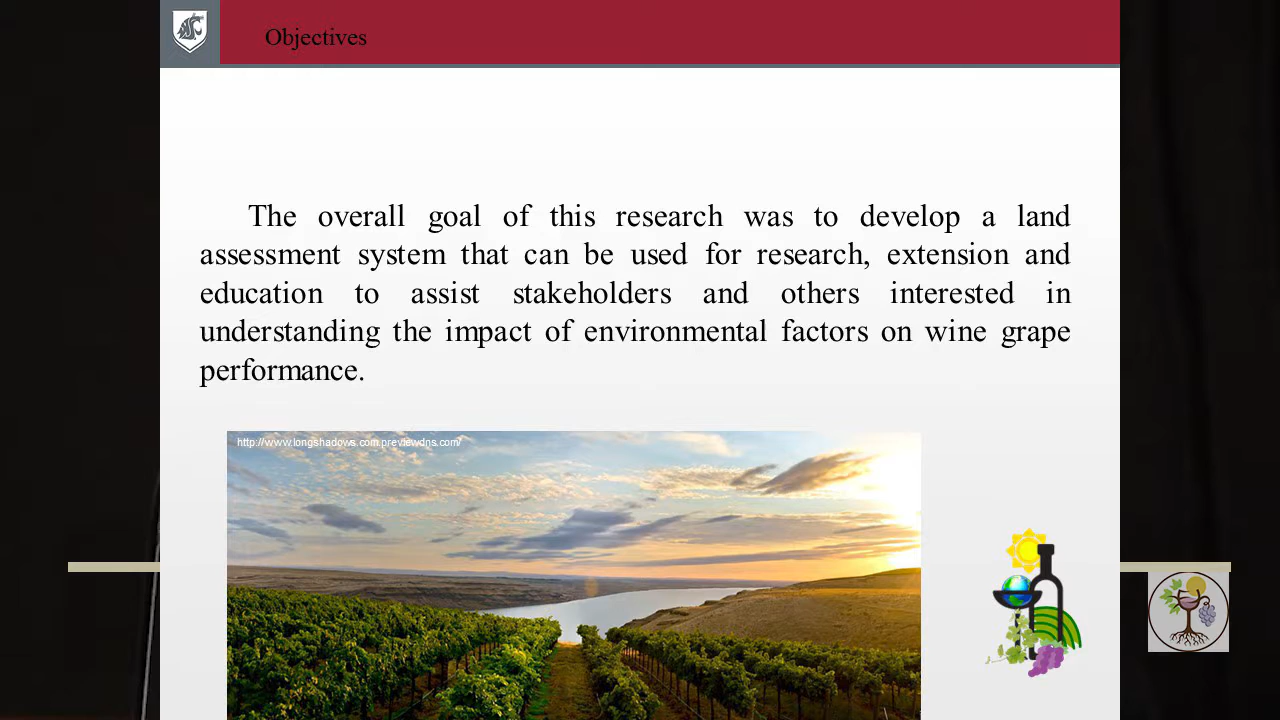 Objectives
The overall goal of this research was to develop a land
assessment system that can be used for research, extension and
education to assist stakeholders and others interested in
understanding the impact of environmental factors on wine grape
performance.
http://www.longshadows.com.previewdns.com/